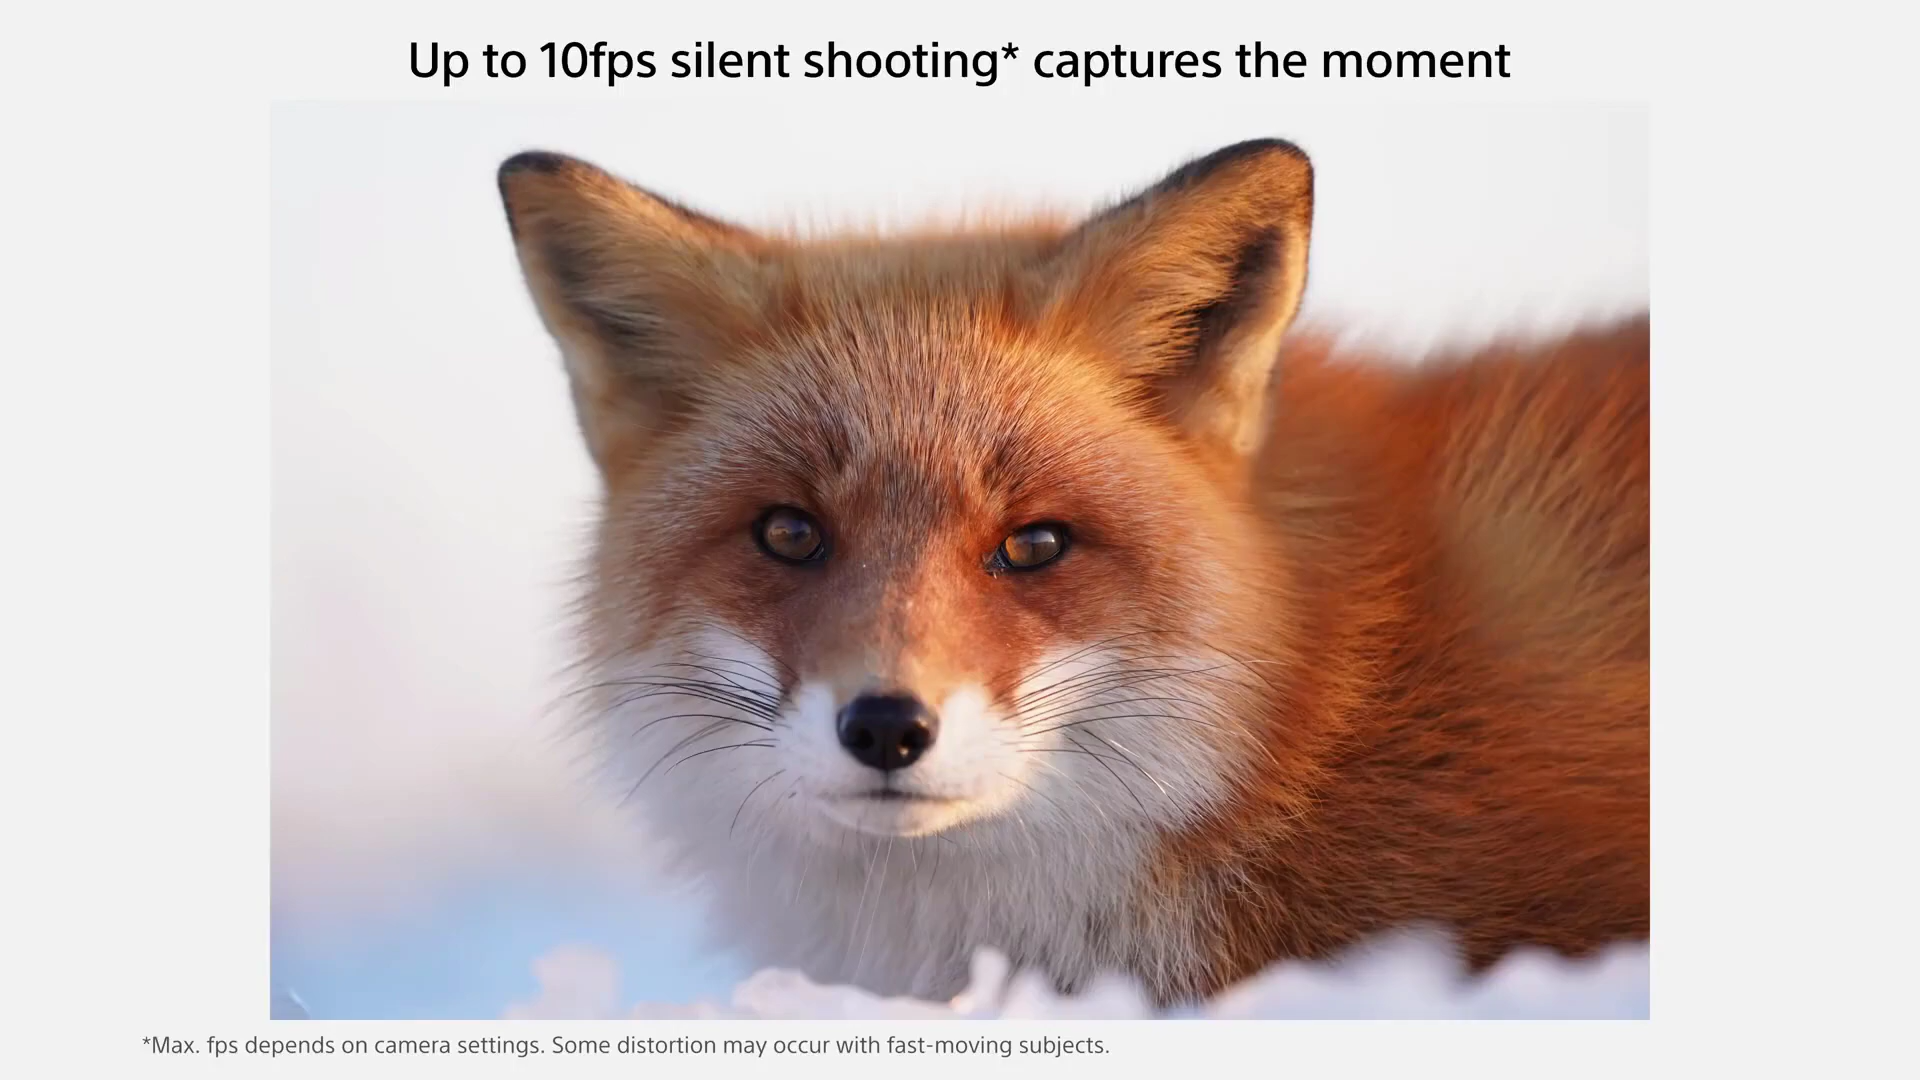 Up to 10fps silent shooting* captures the moment
*Max. fps depends on camera settings. Some distortion may occur with fast-moving subjects.